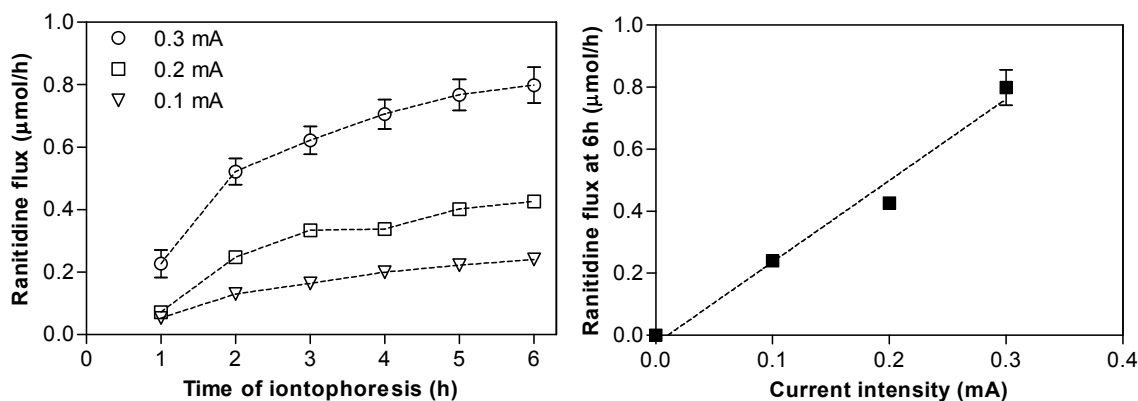 Ranitidine flux (μmol/h)
1.0
0.8
0.6
0.4
0.2
0.0
0.3 mA
0.2 mA
0.1 mA
0 1 2 3 4 5 6
Time of iontophoresis (h)
Ranitidine flux at 6h (μmol/h)
1.0
0.8
0.6
0.4
0.2
0.0
0.0 0.1 0.2 0.3 0.4
Current intensity (mA)